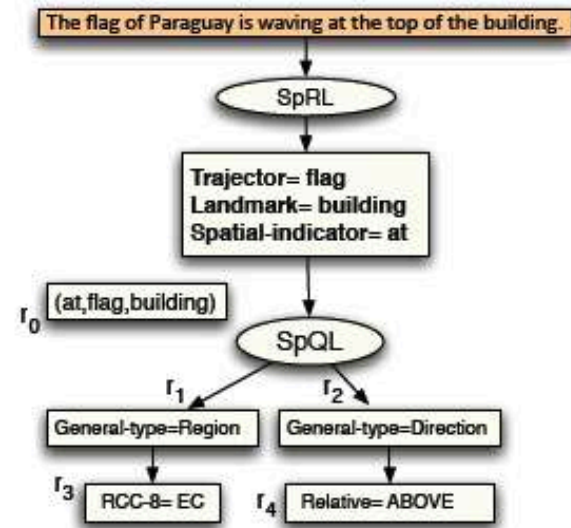 The flag of Paraguay is waving at the top of the building.
SpRL
Trajector= flag
Landmark= building
Spatial-indicator= at
r0 (at,flag,building)
SpQL
r1 r2
General-type=Region General-type=Direction
r3 RCC-8= EC r4 Relative= ABOVE